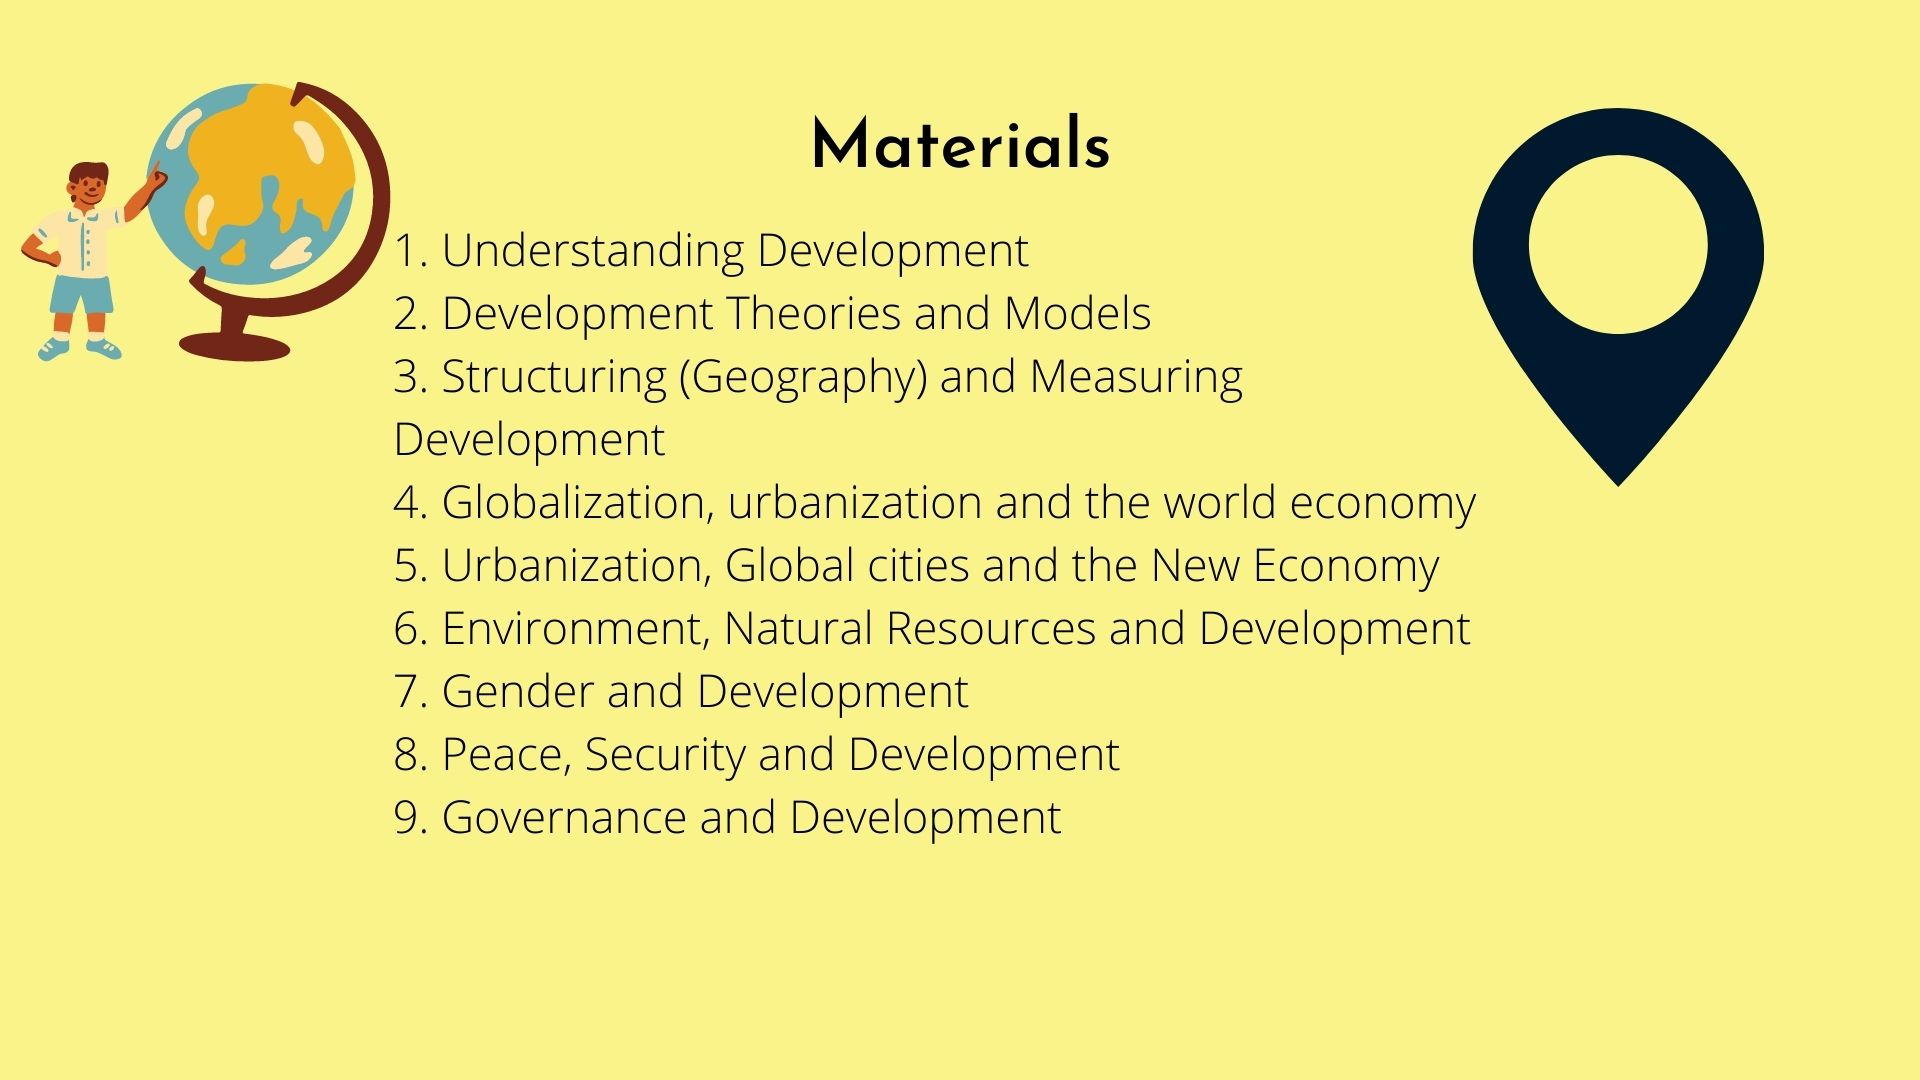 Materials
1. Understanding Development
2. Development Theories and Models
3. Structuring (Geography) and Measuring
Development
4. Globalization, urbanization and the world economy
5. Urbanization, Global cities and the New Economy
6. Environment, Natural Resources and Development
7. Gender and Development
8. Peace, Security and Development
9. Governance and Development